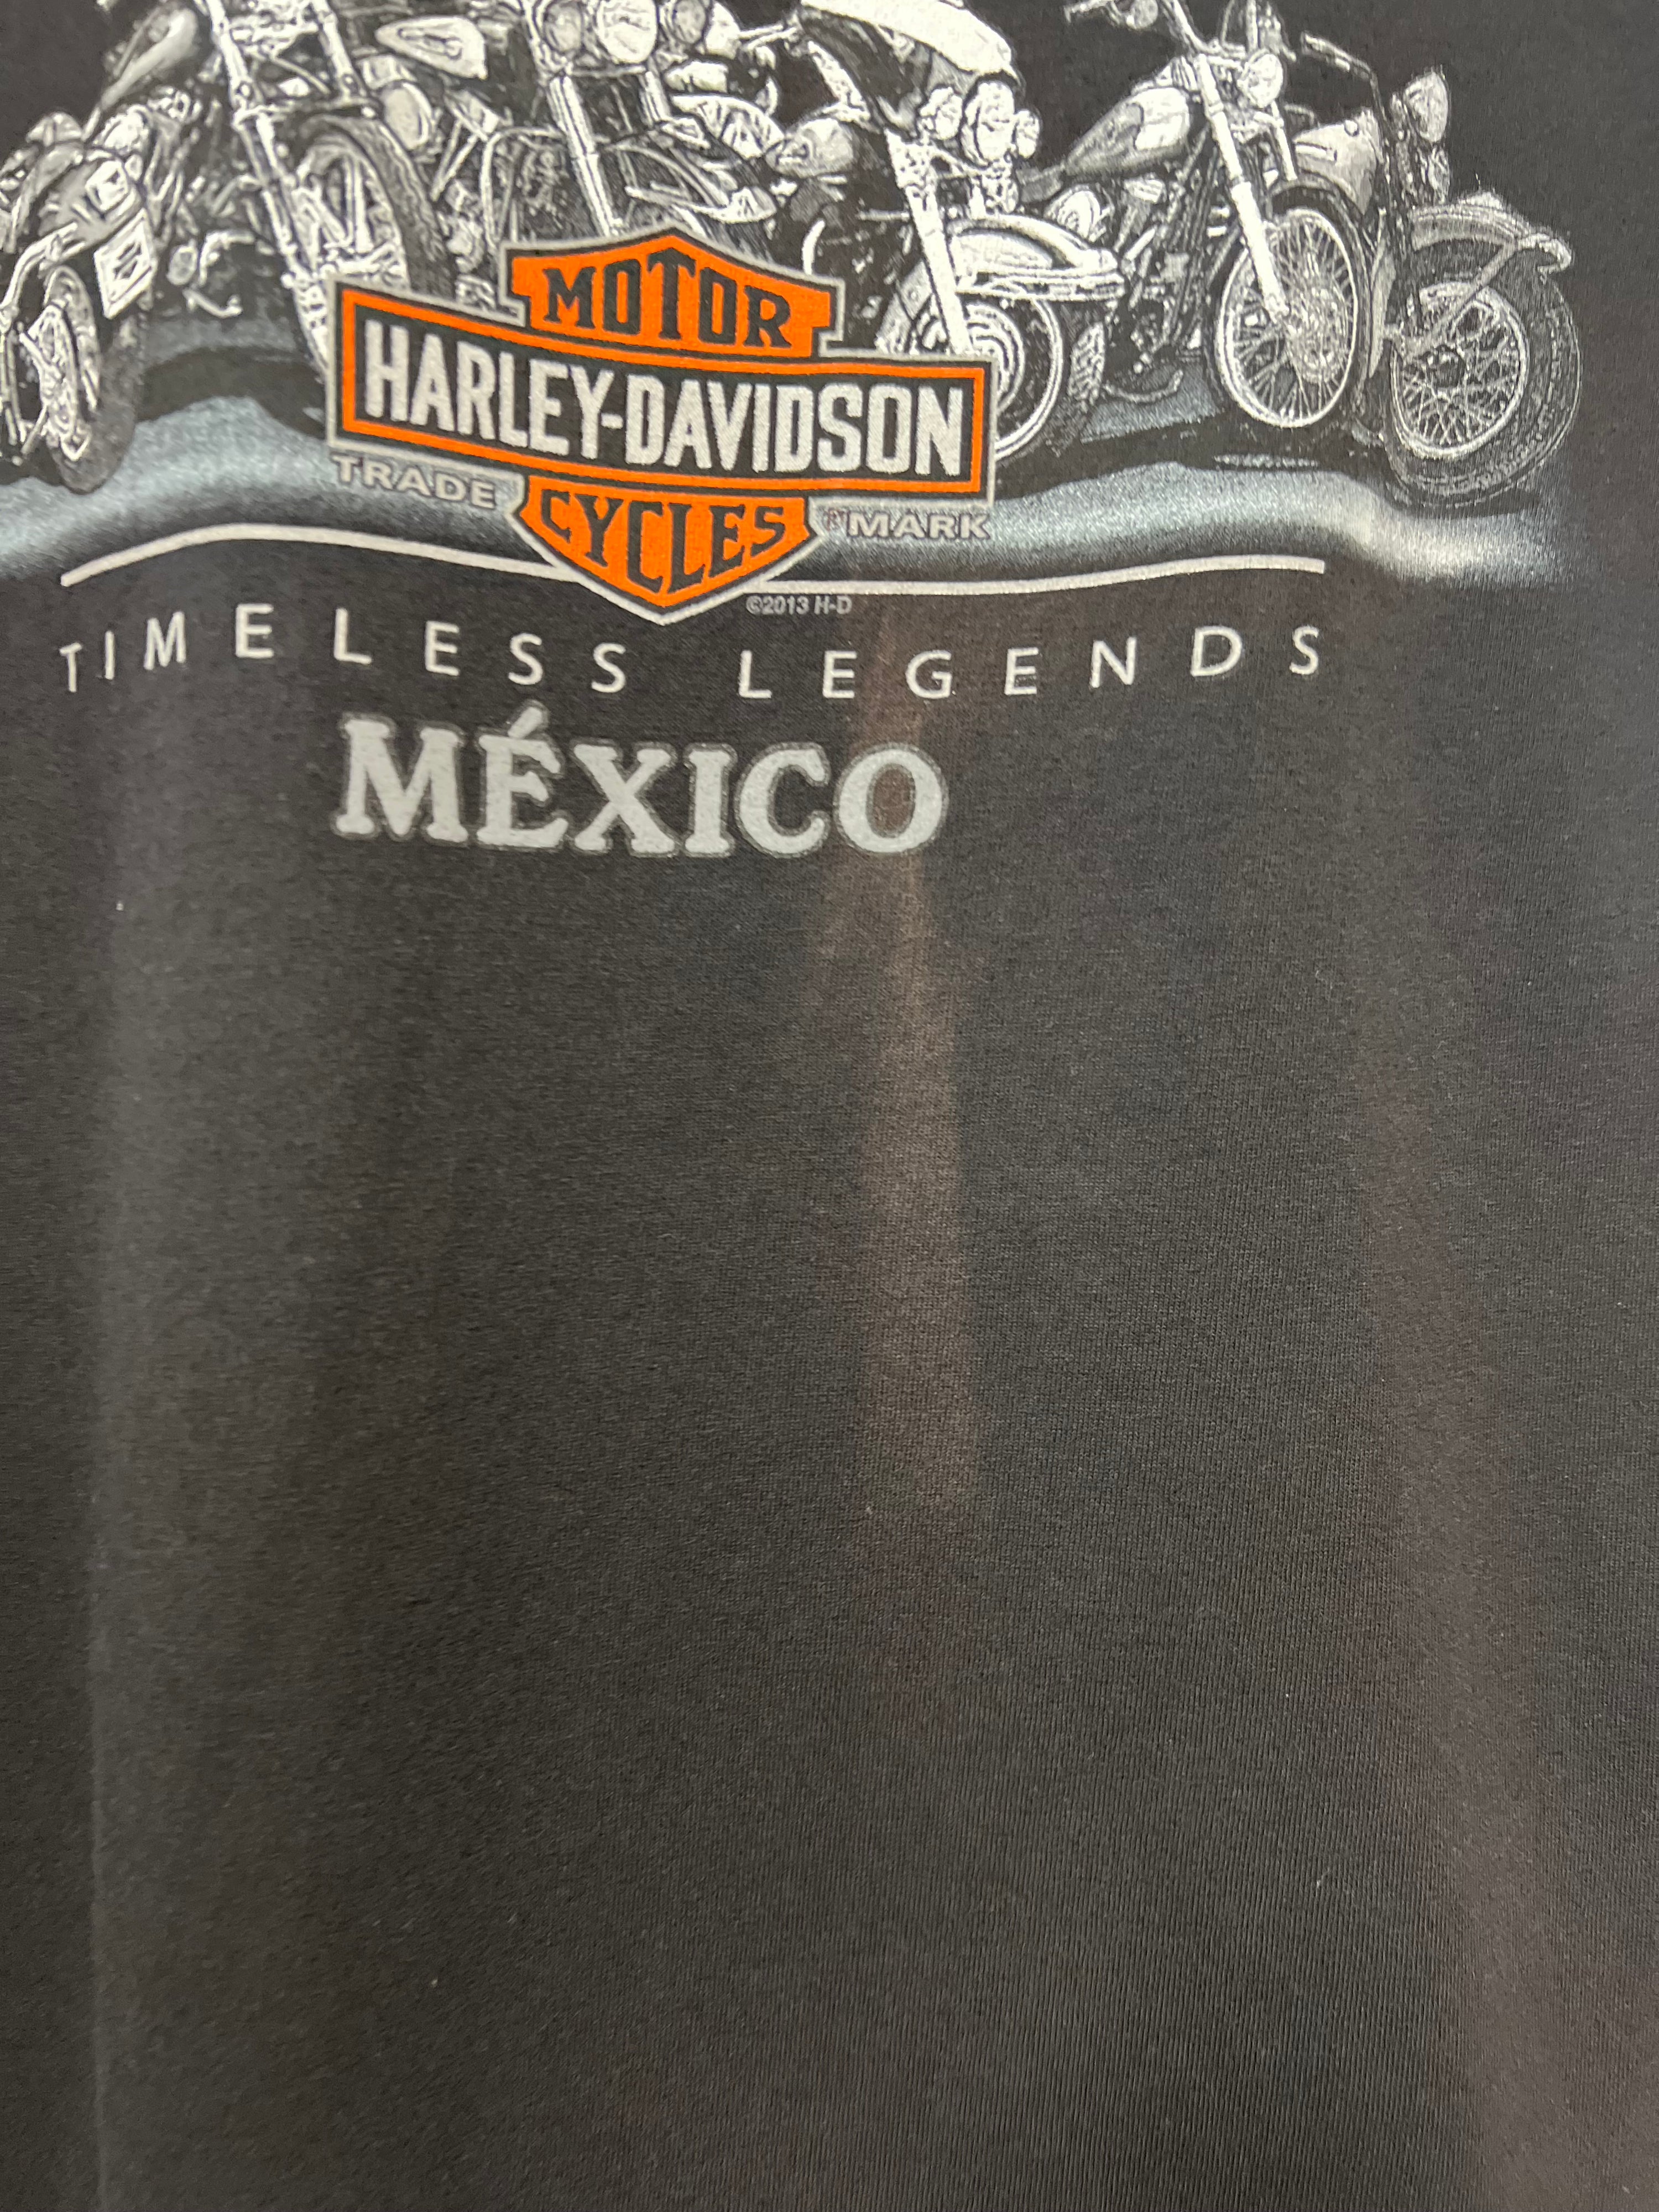 MOTOR
HARLEY-DAVIDSON
TRADE MARK
CYCLES
©2013 H-D
TIMELESS LEGENDS
MÉXICO